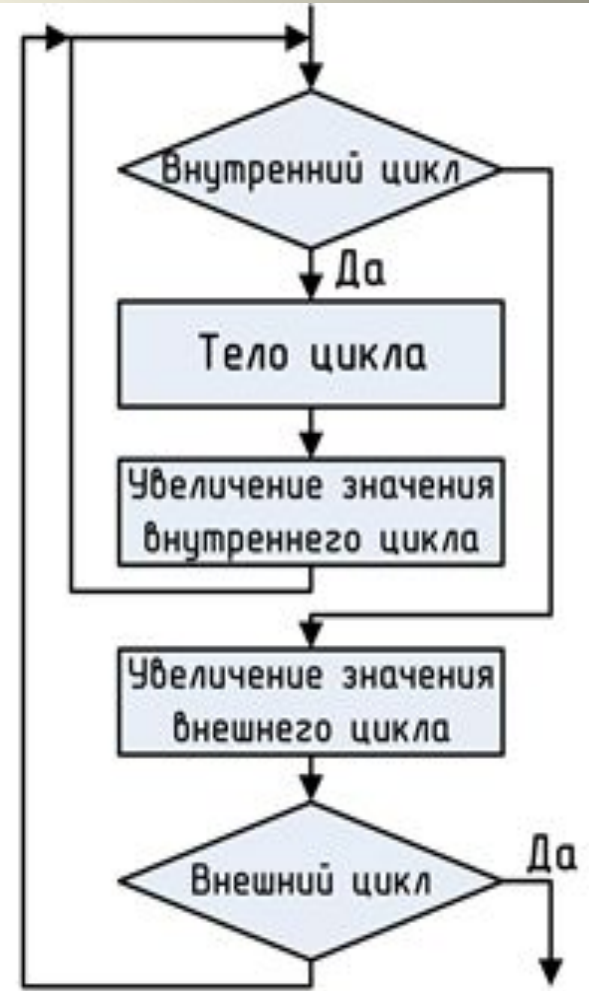 Внутренний цикл
Да
Тело цикла
Увеличение значения
внутреннего цикла
Увеличение значения
внешнего цикла
Внешний цикл
Да